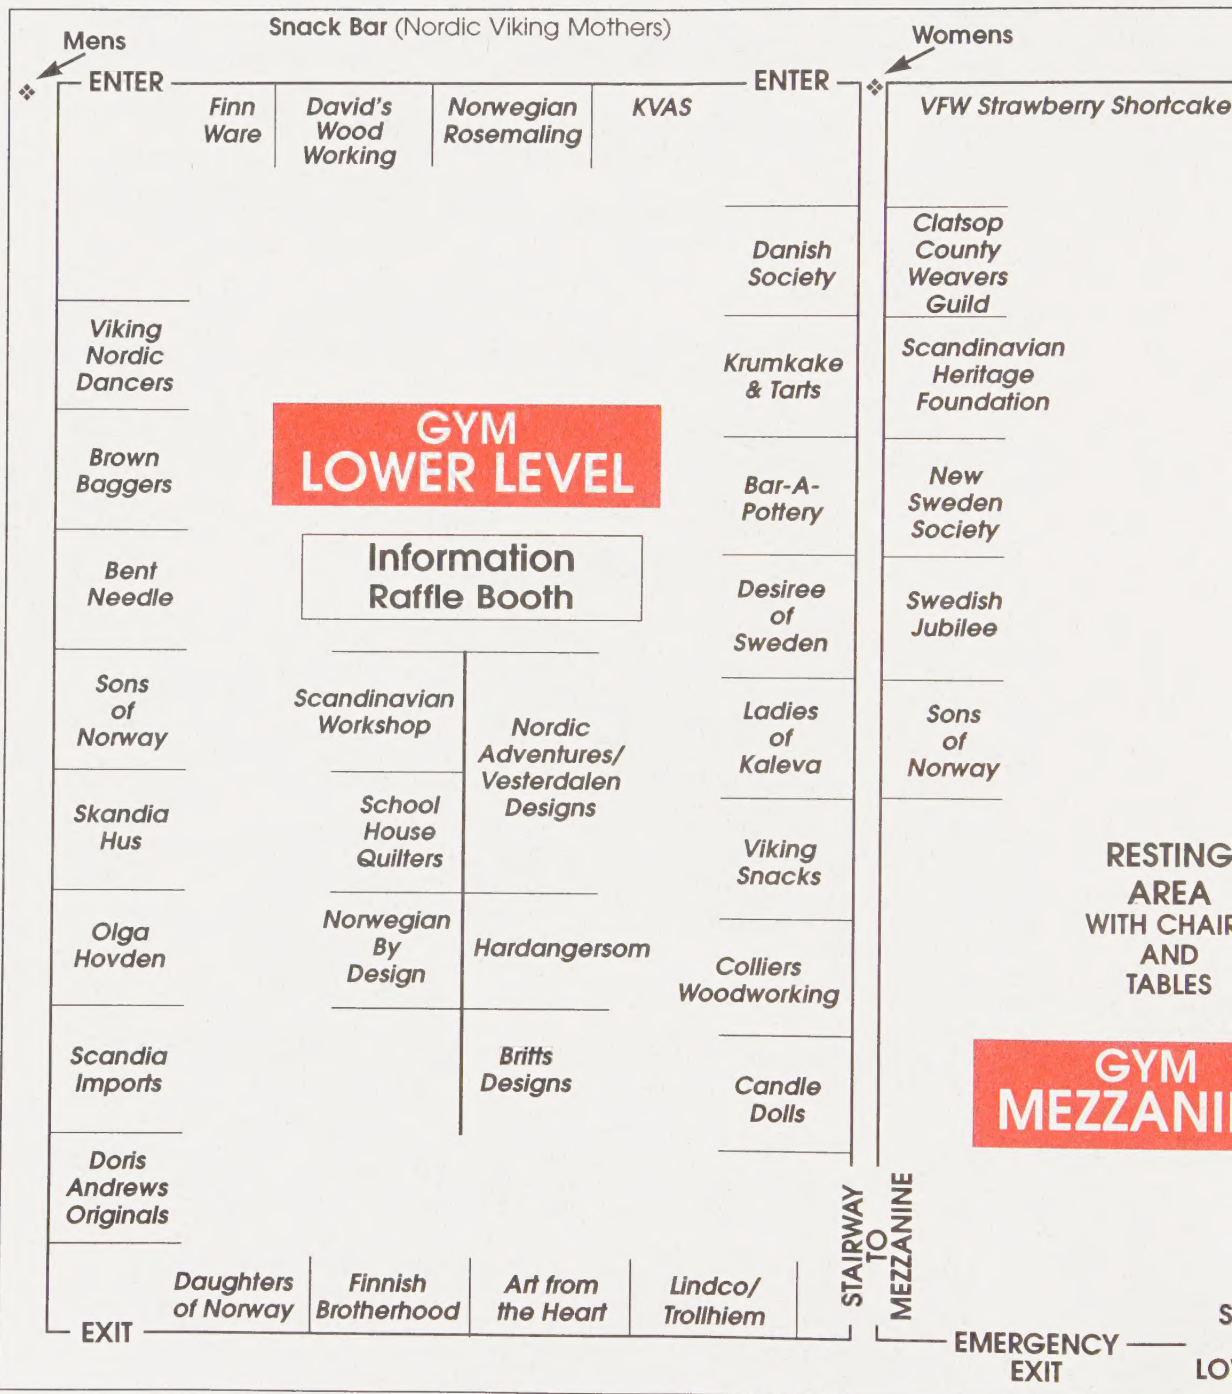 Snack Bar (Nordic Viking Mothers)
Mens
Womens
ENTER
ENTER
Finn
Ware
David's
Wood
Working
Norwegian
Rosemaling
KVAS
VFW Strawberry Shortcake
Viking
Nordic
Dancers
Brown
Baggers
Bent
Needle
Sons
of
Norway
Skandia
Hus
Olga
Hovden
Scandia
Imports
Doris
Andrews
Originals
GYM
LOWER LEVEL
Information
Raffle Booth
Scandinavian
Workshop
School
House
Quilters
Norwegian
By
Design
Nordic
Adventures/
Vesterdalen
Designs
Hardangersom
Britts
Designs
Danish
Society
Krumkake
& Tarts
Bar-A-
Pottery
Desiree
of
Sweden
Ladies
of
Kaleva
Viking
Snacks
Colliers
Woodworking
Candle
Dolls
Clatsop
County
Weavers
Guild
Scandinavian
Heritage
Foundation
New
Sweden
Society
Swedish
Jubilee
Sons
of
Norway
RESTING
AREA
WITH CHAIR
AND
TABLES
GYM
MEZZANI
STAIRWAY
TO
MEZZANINE
Daughters
of Norway
Finnish
Brotherhood
Art from
the Heart
Lindco/
Trollhiem
EXIT
EMERGENCY
EXIT
S
LO